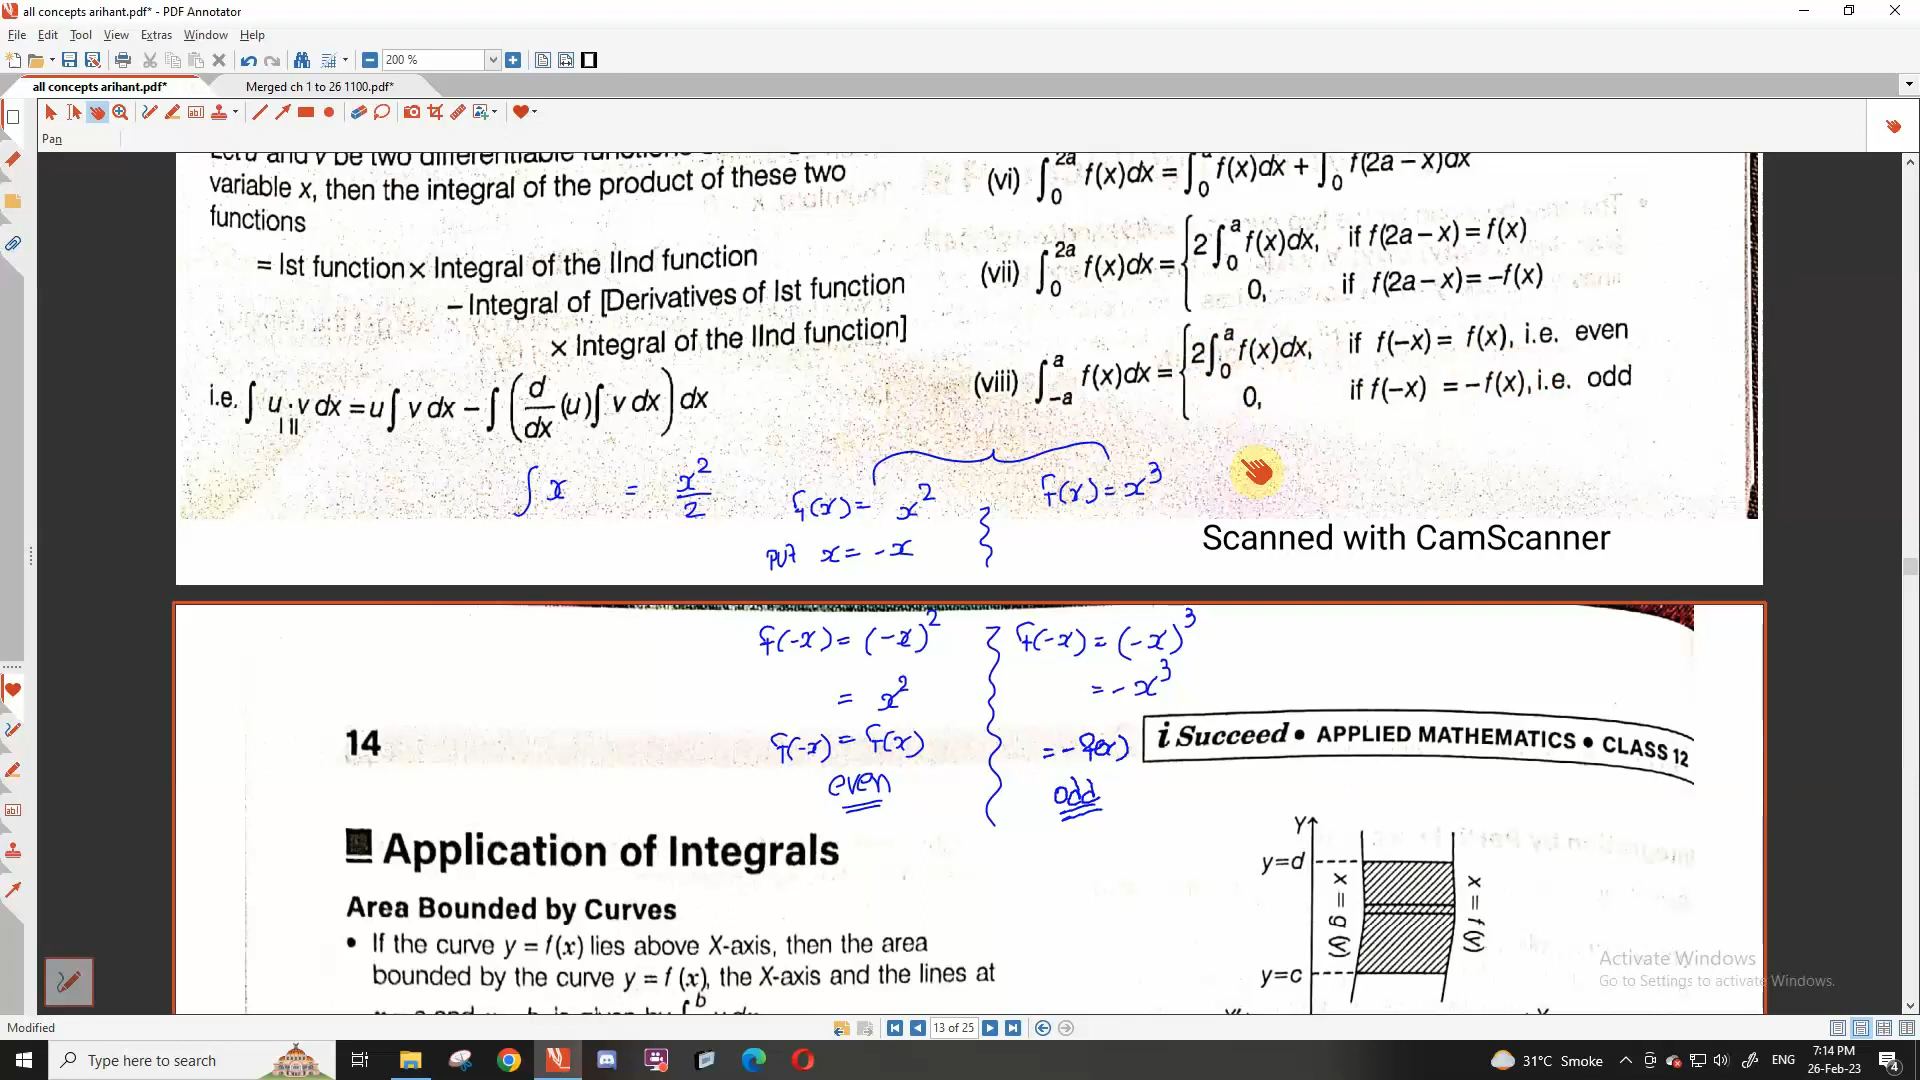 all concepts arihant.pdf* - PDF Annotator
File Edit Tool View Extras Window Help
200 %
all concepts arihant.pdf* Merged ch 1 to 26 1100.pdf*
Pan
Let u and v be two differentiable functions
variable x, then the integral of the product of these two
functions
= Ist function × Integral of the IInd function
– Integral of [Derivatives of Ist function
× Integral of the IInd function]
i.e. ∫ u . v dx = u ∫ v dx – ∫ (d/dx (u) ∫ v dx) dx
I II
(vi) ∫₀^2a f(x)dx = ∫₀^a f(x)dx + ∫₀^a f(2a – x)dx
(vii) ∫₀^2a f(x)dx = { 2∫₀^a f(x)dx, if f(2a – x) = f(x)
0, if f(2a – x) = –f(x)
(viii) ∫₋ₐ^a f(x)dx = { 2∫₀^a f(x)dx, if f(–x) = f(x), i.e. even
0, if f(–x) = –f(x), i.e. odd
∫ x = x²/2
f(x) = x² f(x) = x³
put x = -x
Scanned with CamScanner
f(-x) = (-x)² f(-x) = (-x)³
= x² = - x³
f(-x) = f(x) = - f(x)
even odd
14
i Succeed • APPLIED MATHEMATICS • CLASS 12
Application of Integrals
Area Bounded by Curves
• If the curve y = f(x) lies above X-axis, then the area
bounded by the curve y = f (x), the X-axis and the lines at
Y
y=d
x = g (y)
x = f (y)
y=c
Activate Windows
Go to Settings to activate Windows.
Modified
13 of 25
Type here to search
31°C Smoke
ENG
7:14 PM
26-Feb-23
4